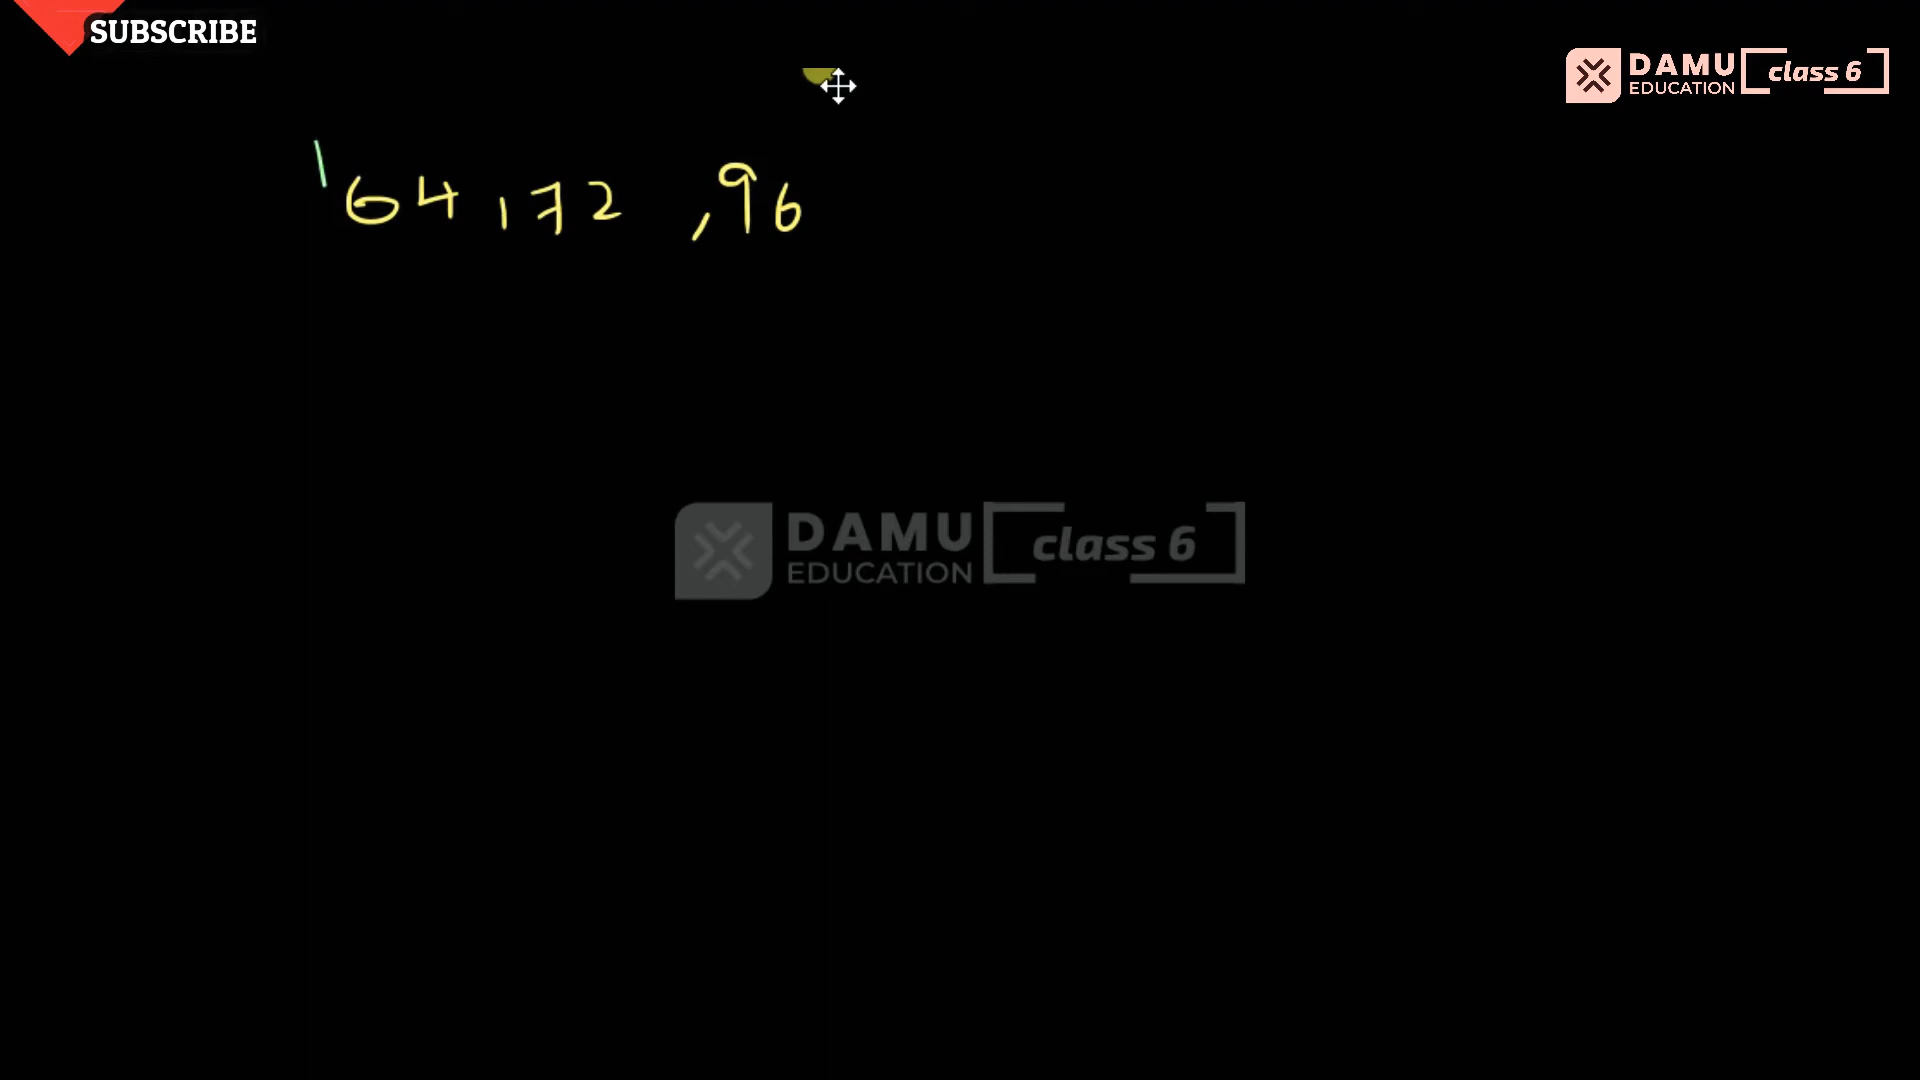 SUBSCRIBE
DAMU
EDUCATION
class 6
64,72 ,96
DAMU
EDUCATION
class 6